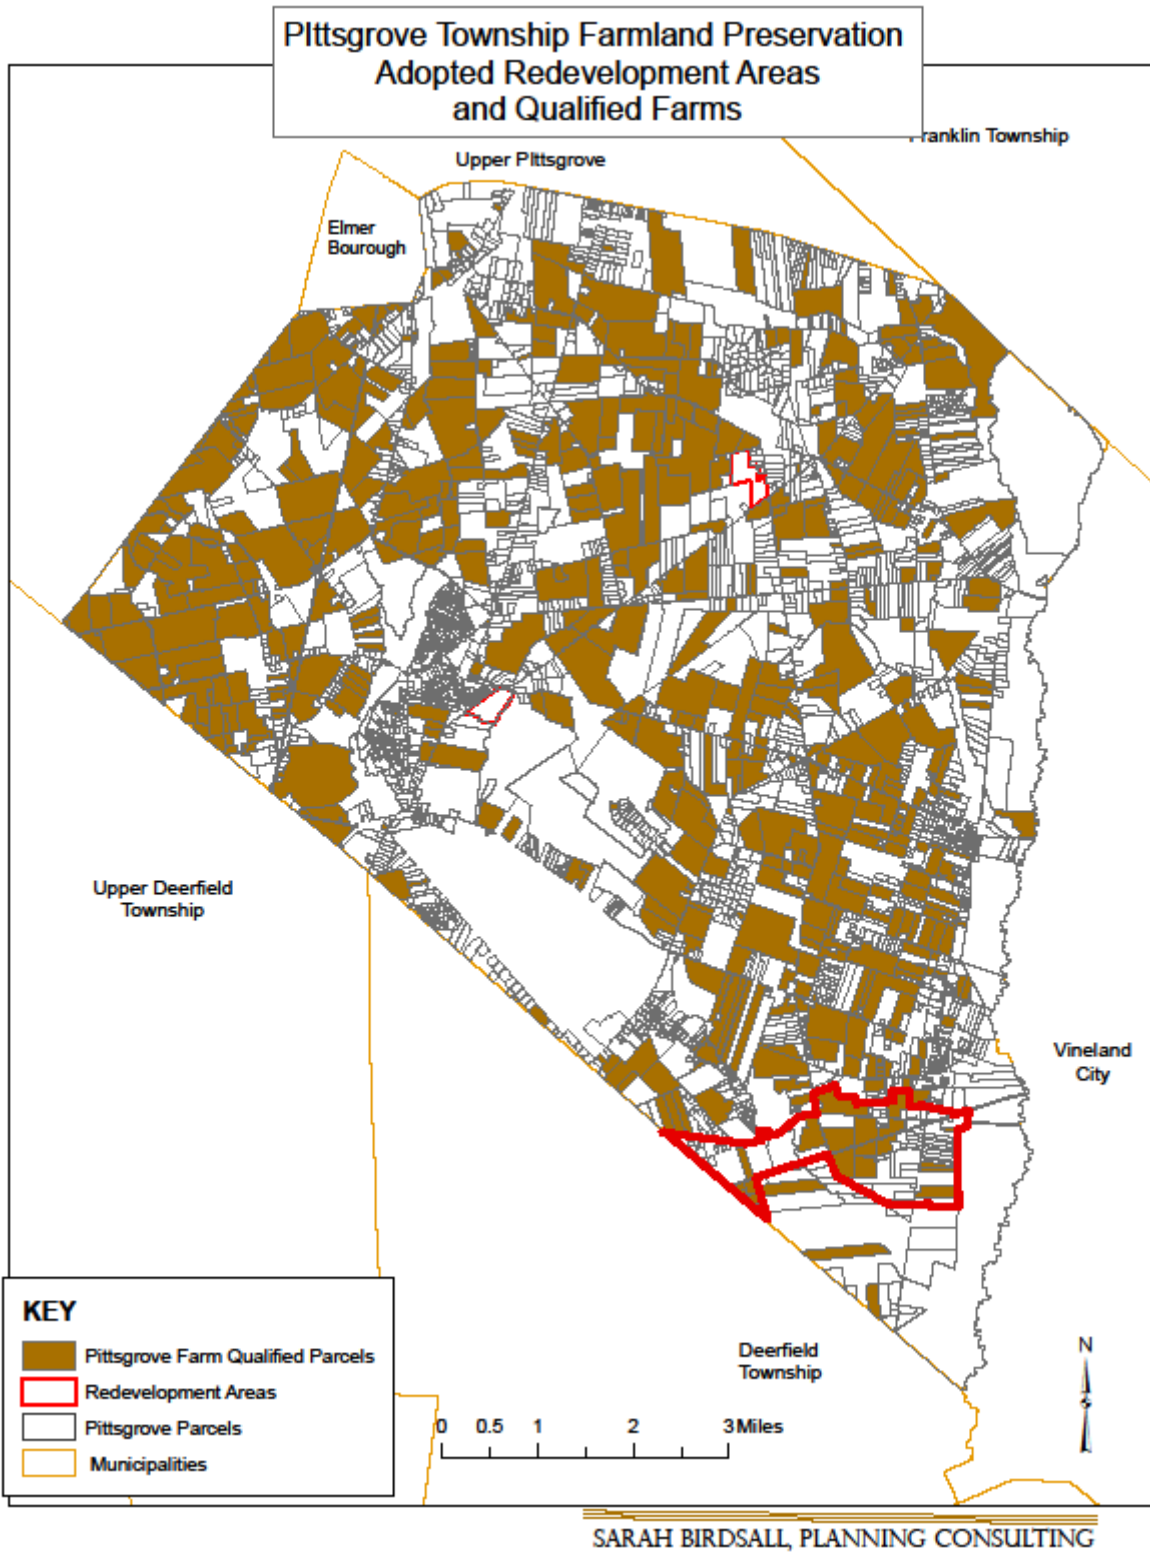 PIttsgrove Township Farmland Preservation
Adopted Redevelopment Areas
and Qualified Farms
Franklin Township
Upper PIttsgrove
Elmer
Bourough
Upper Deerfield
Township
Vineland
City
KEY
Pittsgrove Farm Qualified Parcels
Redevelopment Areas
Pittsgrove Parcels
Municipalities
Deerfield
Township
N
0 0.5 1 2 3 Miles
SARAH BIRDSALL, PLANNING CONSULTING